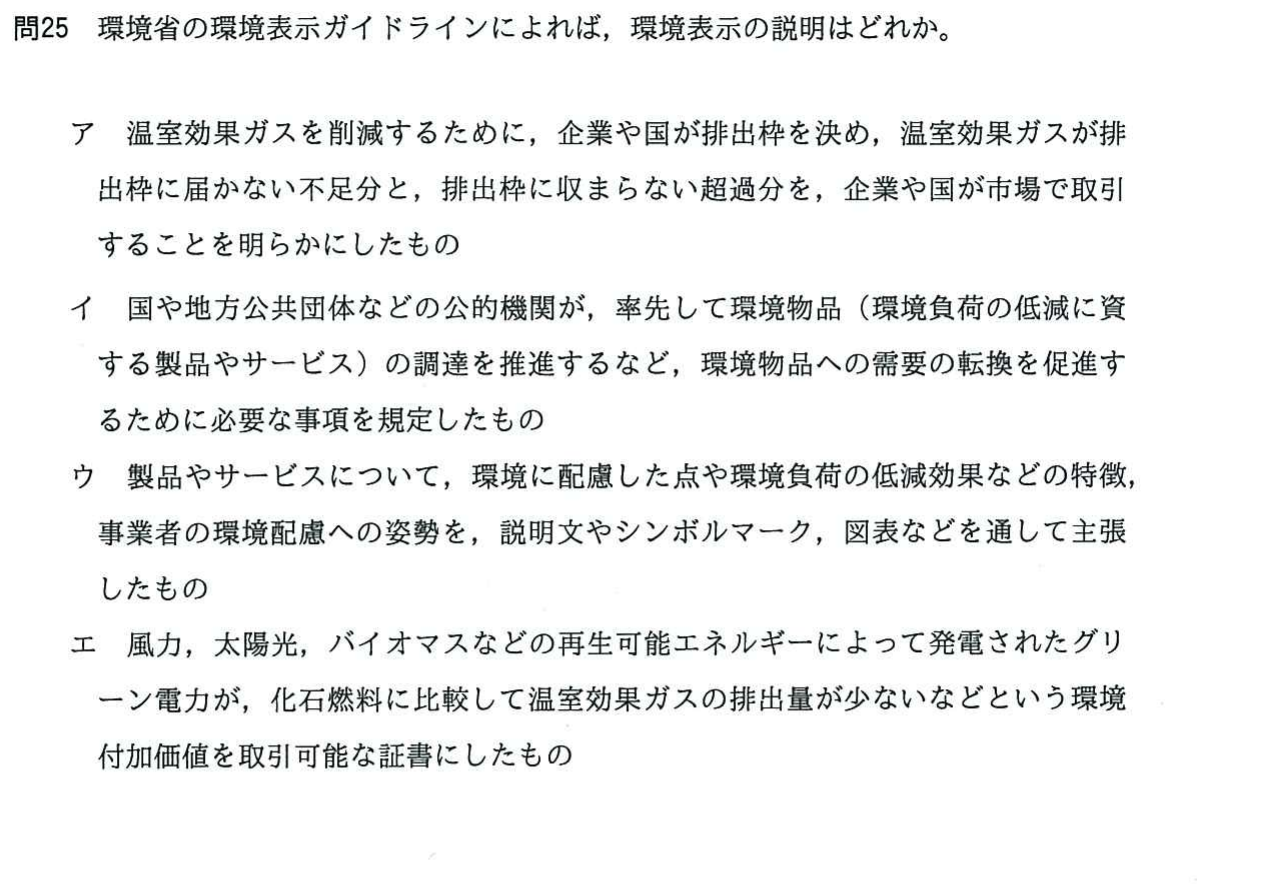 問25　環境省の環境表示ガイドラインによれば，環境表示の説明はどれか。
ア　温室効果ガスを削減するために，企業や国が排出枠を決め，温室効果ガスが排
出枠に届かない不足分と，排出枠に収まらない超過分を，企業や国が市場で取引
することを明らかにしたもの
イ　国や地方公共団体などの公的機関が，率先して環境物品（環境負荷の低減に資
する製品やサービス）の調達を推進するなど，環境物品への需要の転換を促進す
るために必要な事項を規定したもの
ウ　製品やサービスについて，環境に配慮した点や環境負荷の低減効果などの特徴，
事業者の環境配慮への姿勢を，説明文やシンボルマーク，図表などを通して主張
したもの
エ　風力，太陽光，バイオマスなどの再生可能エネルギーによって発電されたグリ
ーン電力が，化石燃料に比較して温室効果ガスの排出量が少ないなどという環境
付加価値を取引可能な証書にしたもの